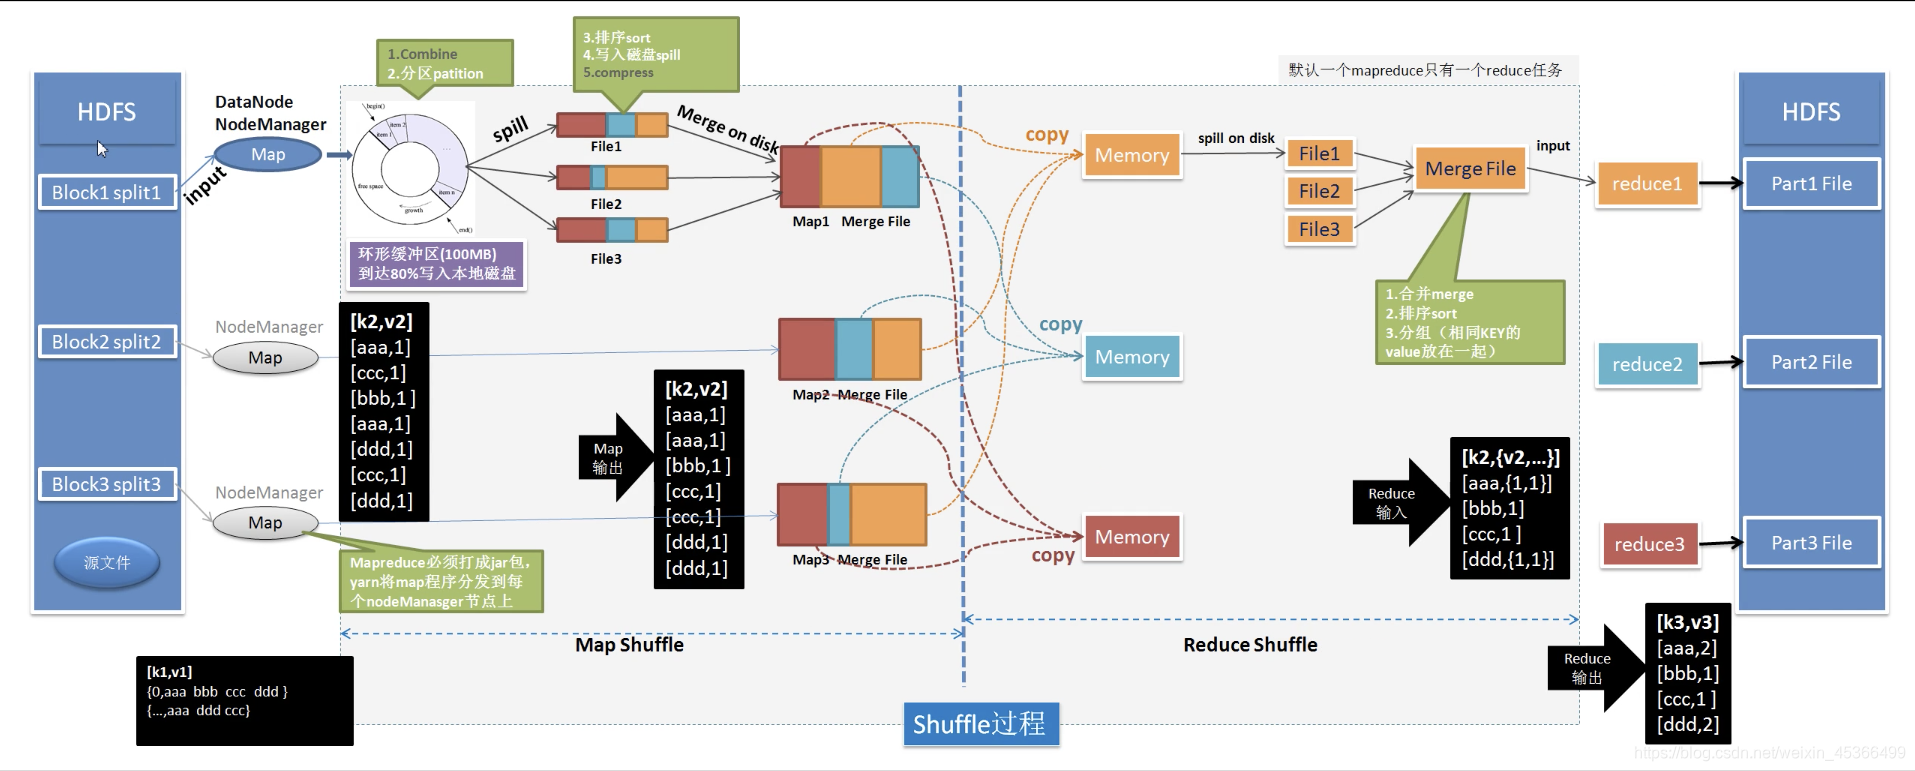 HDFS
Block1 split1
Block2 split2
Block3 split3
源文件
input
DataNode
NodeManager
Map
NodeManager
Map
NodeManager
Map
[k1,v1]
{0,aaa bbb ccc ddd }
{...,aaa ddd ccc}
1.Combine
2.分区patition
begin()
item 1
item 2
...
free space
item n
growth
end()
环形缓冲区(100MB)
到达80%写入本地磁盘
[k2,v2]
[aaa,1]
[ccc,1]
[bbb,1 ]
[aaa,1]
[ddd,1]
[ccc,1]
[ddd,1]
Mapreduce必须打成jar包，
yarn将map程序分发到每
个nodeManasger节点上
spill
3.排序sort
4.写入磁盘spill
5.compress
File1
File2
File3
Merge on disk
Map1 Merge File
Map2 Merge File
Map3 Merge File
Map
输出
[k2,v2]
[aaa,1]
[aaa,1]
[bbb,1 ]
[ccc,1]
[ccc,1]
[ddd,1]
[ddd,1]
Map Shuffle
copy
Memory
copy
Memory
copy
Memory
默认一个mapreduce只有一个reduce任务
spill on disk
File1
File2
File3
Merge File
input
1.合并merge
2.排序sort
3.分组（相同KEY的
value放在一起）
Reduce
输入
[k2,{v2,...}]
[aaa,{1,1}]
[bbb,1]
[ccc,1 ]
[ddd,{1,1}]
Reduce Shuffle
Shuffle过程
reduce1
reduce2
reduce3
HDFS
Part1 File
Part2 File
Part3 File
Reduce
输出
[k3,v3]
[aaa,2]
[bbb,1]
[ccc,1 ]
[ddd,2]
https://blog.csdn.net/weixin_45366499